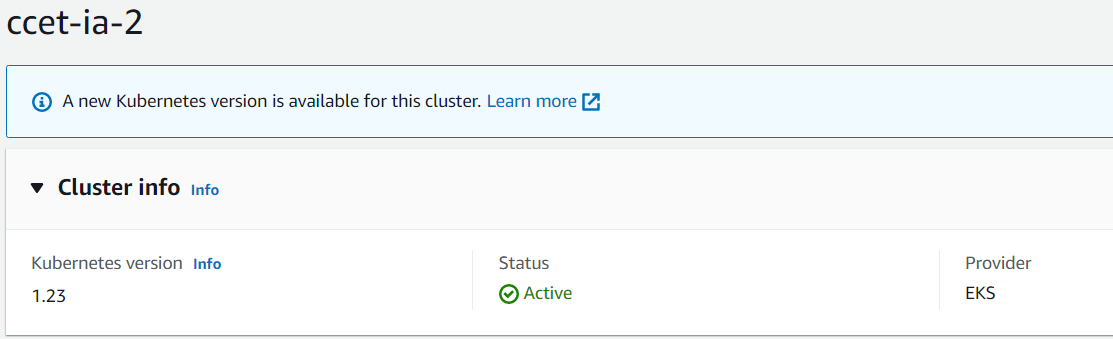 ccet-ia-2
A new Kubernetes version is available for this cluster. Learn more
Cluster info Info
Kubernetes version Info
1.23
Status
Active
Provider
EKS